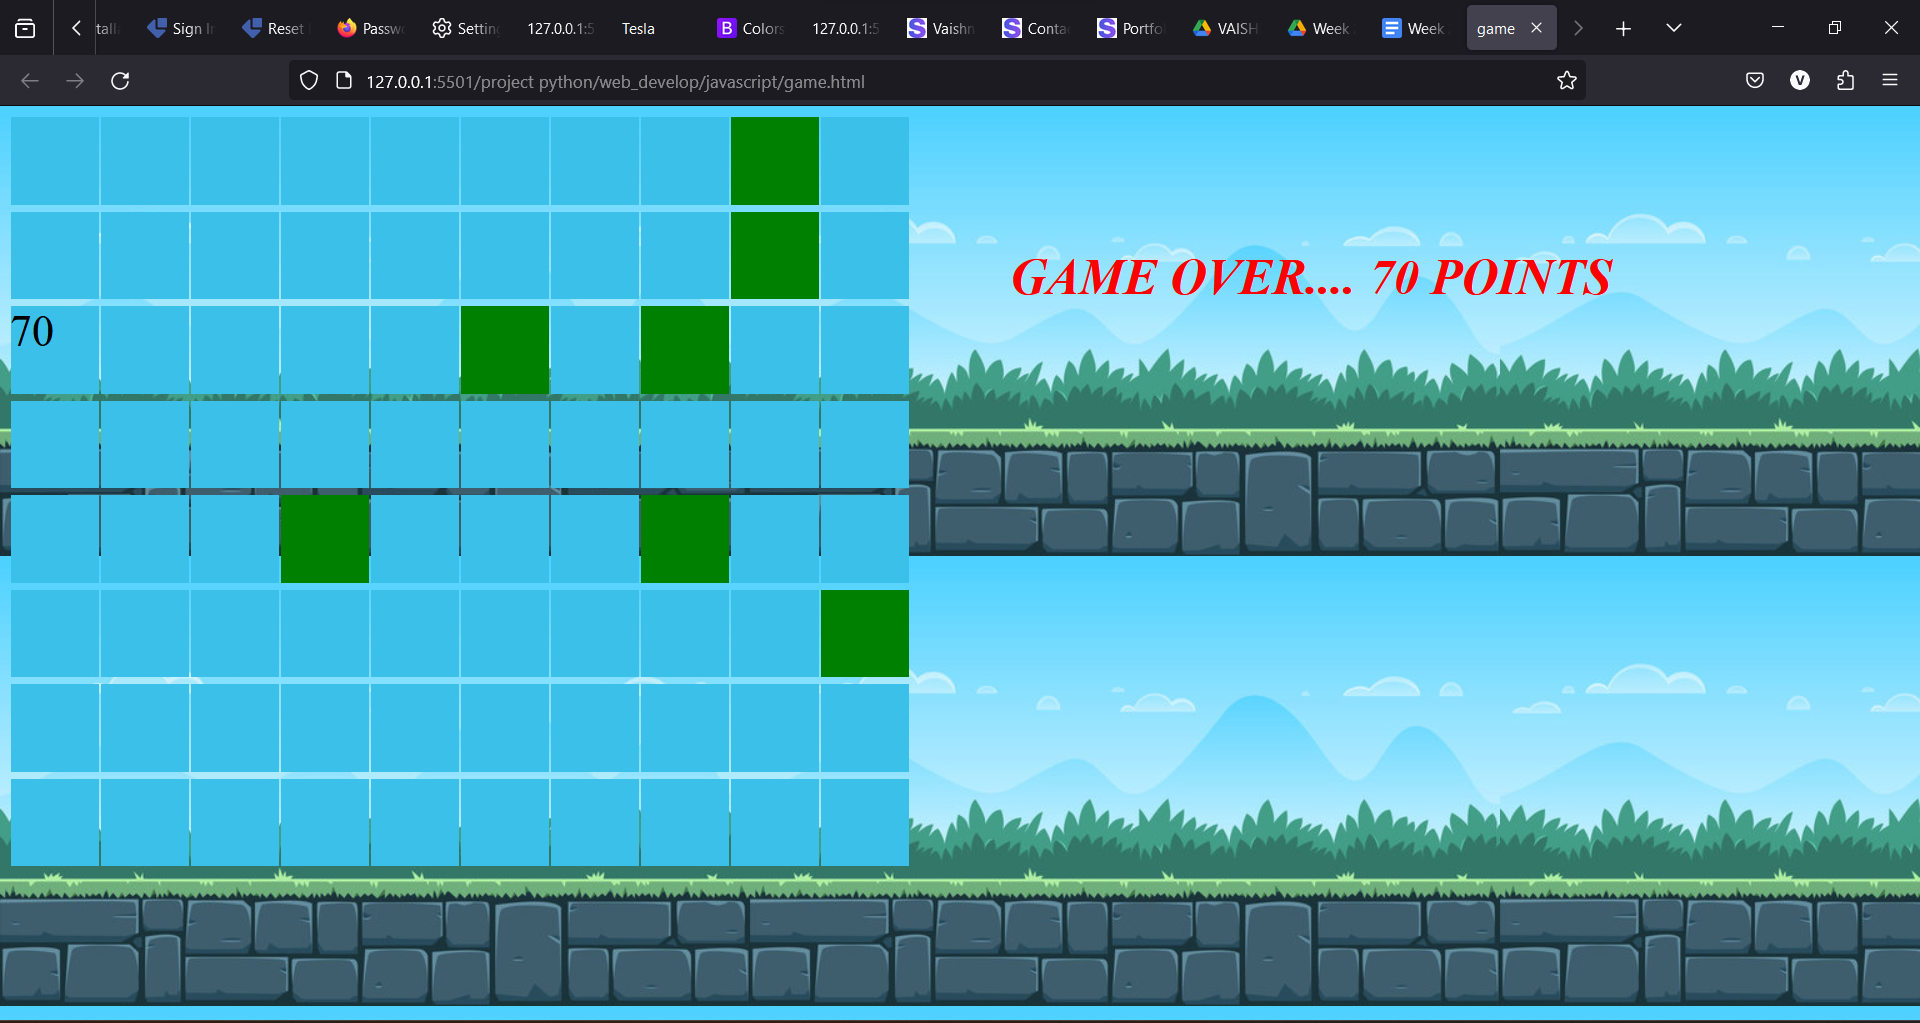 Sign In
Reset
Passw
Setting
127.0.0.1:5
Tesla
B Colors
127.0.0.1:5
S Vaishn
S Conta
S Portfo
VAISH
Week
Week
game
127.0.0.1:5501/project python/web_develop/javascript/game.html
V
GAME OVER.... 70 POINTS
70